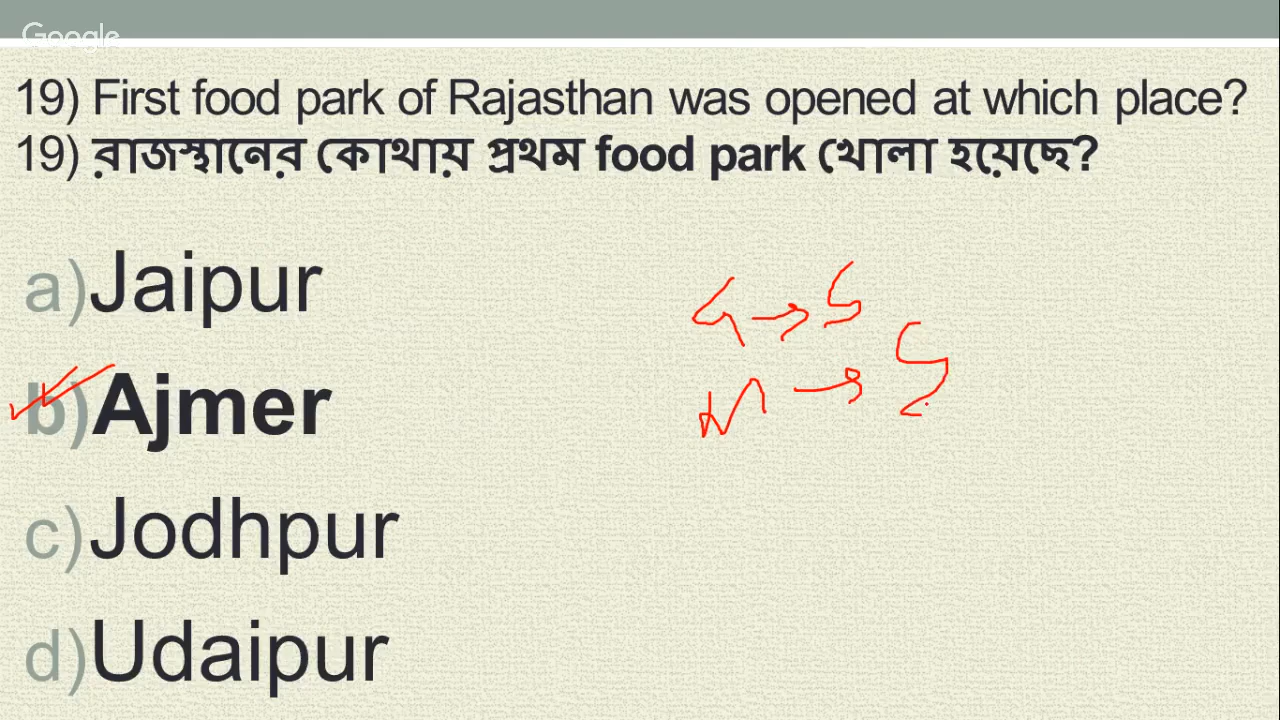 Google
19) First food park of Rajasthan was opened at which place?
19) রাজস্থানের কোথায় প্রথম food park খোলা হয়েছে?
a)Jaipur
b)Ajmer
c)Jodhpur
d)Udaipur